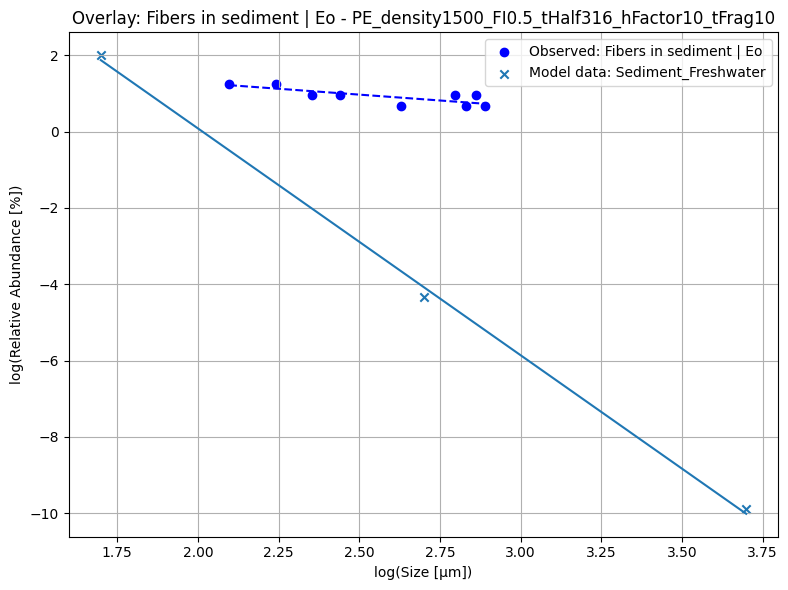 Overlay: Fibers in sediment | Eo - PE_density1500_FI0.5_tHalf316_hFactor10_tFrag10
Observed: Fibers in sediment | Eo
Model data: Sediment_Freshwater
log(Relative Abundance [%])
2
0
−2
−4
−6
−8
−10
1.75 2.00 2.25 2.50 2.75 3.00 3.25 3.50 3.75
log(Size [µm])